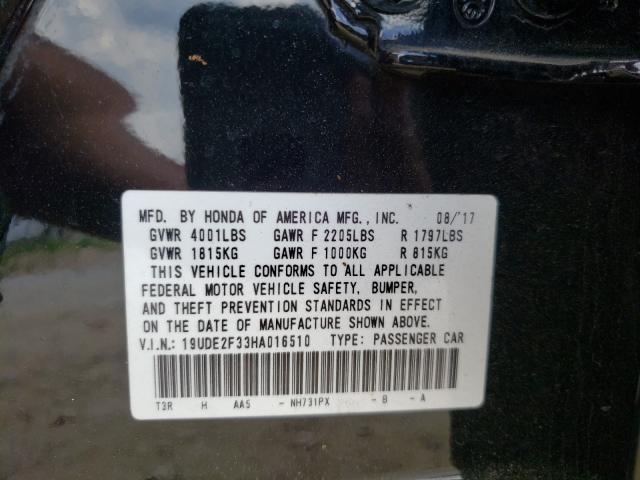 MFD. BY HONDA OF AMERICA MFG., INC. 08/'17
GVWR 4001LBS GAWR F 2205LBS R 1797LBS
GVWR 1815KG GAWR F 1000KG R 815KG
THIS VEHICLE CONFORMS TO ALL APPLICABLE
FEDERAL MOTOR VEHICLE SAFETY, BUMPER,
AND THEFT PREVENTION STANDARDS IN EFFECT
ON THE DATE OF MANUFACTURE SHOWN ABOVE.
V.I.N.: 19UDE2F33HA016510 TYPE: PASSENGER CAR
T3R H AA5 - NH731PX - B - A